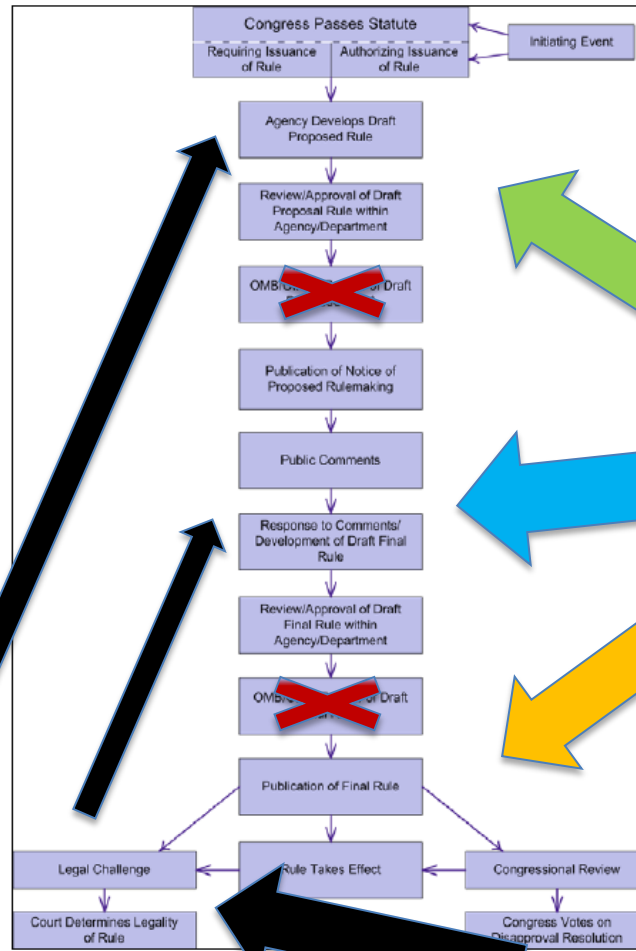 Congress Passes Statute
Requiring Issuance
of Rule
Authorizing Issuance
of Rule
Initiating Event
Agency Develops Draft
Proposed Rule
Review/Approval of Draft
Proposal Rule within
Agency/Department
of Draft
Publication of Notice of
Proposed Rulemaking
Public Comments
Response to Comments/
Development of Draft Final
Rule
Review/Approval of Draft
Final Rule within
Agency/Department
of Draft
Publication of Final Rule
Legal Challenge
Rule Takes Effect
Congressional Review
Court Determines Legality
of Rule
Congress Votes on
Disapproval Resolution